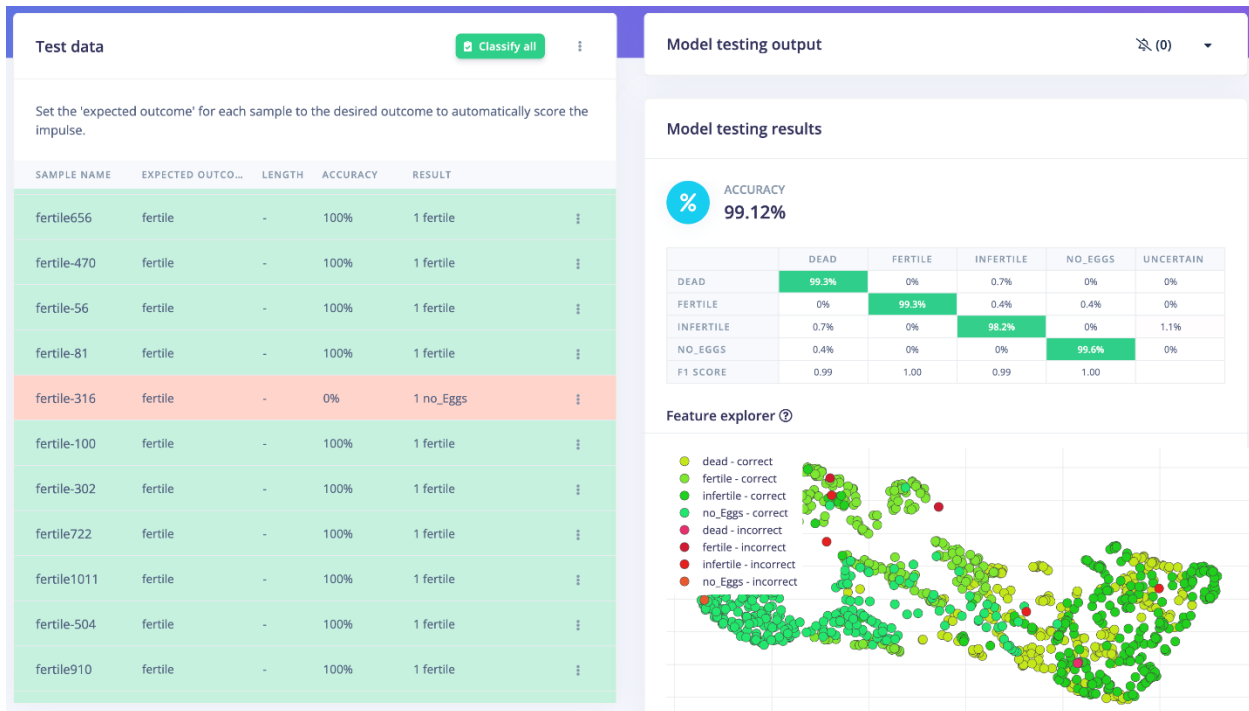 Test data
Classify all
Set the 'expected outcome' for each sample to the desired outcome to automatically score the
impulse.
SAMPLE NAME EXPECTED OUTCO... LENGTH ACCURACY RESULT
fertile656 fertile - 100% 1 fertile
fertile-470 fertile - 100% 1 fertile
fertile-56 fertile - 100% 1 fertile
fertile-81 fertile - 100% 1 fertile
fertile-316 fertile - 0% 1 no_Eggs
fertile-100 fertile - 100% 1 fertile
fertile-302 fertile - 100% 1 fertile
fertile722 fertile - 100% 1 fertile
fertile1011 fertile - 100% 1 fertile
fertile-504 fertile - 100% 1 fertile
fertile910 fertile - 100% 1 fertile
Model testing output
(0)
Model testing results
%
ACCURACY
99.12%
DEAD FERTILE INFERTILE NO_EGGS UNCERTAIN
DEAD 99.3% 0% 0.7% 0% 0%
FERTILE 0% 99.3% 0.4% 0.4% 0%
INFERTILE 0.7% 0% 98.2% 0% 1.1%
NO_EGGS 0.4% 0% 0% 99.6% 0%
F1 SCORE 0.99 1.00 0.99 1.00
Feature explorer ?
dead - correct
fertile - correct
infertile - correct
no_Eggs - correct
dead - incorrect
fertile - incorrect
infertile - incorrect
no_Eggs - incorrect